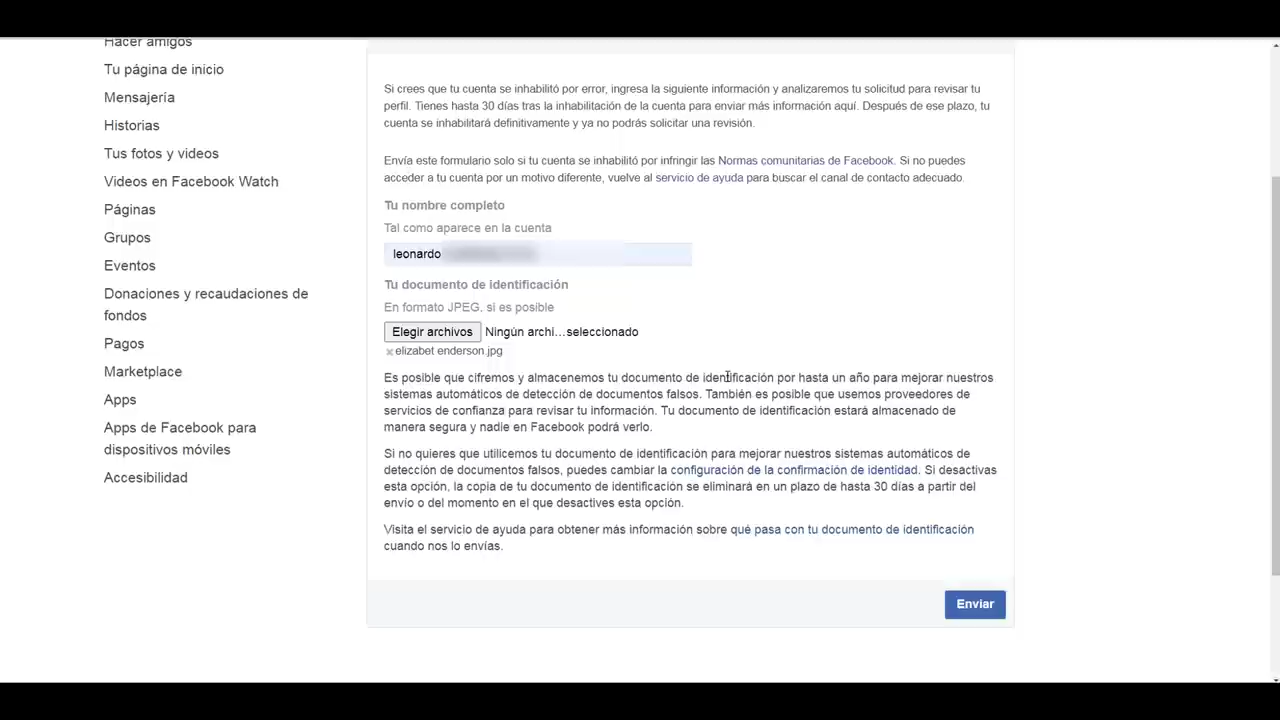 Hacer amigos
Tu página de inicio
Mensajería
Historias
Tus fotos y videos
Videos en Facebook Watch
Páginas
Grupos
Eventos
Donaciones y recaudaciones de
fondos
Pagos
Marketplace
Apps
Apps de Facebook para
dispositivos móviles
Accesibilidad
Si crees que tu cuenta se inhabilitó por error, ingresa la siguiente información y analizaremos tu solicitud para revisar tu
perfil. Tienes hasta 30 días tras la inhabilitación de la cuenta para enviar más información aquí. Después de ese plazo, tu
cuenta se inhabilitará definitivamente y ya no podrás solicitar una revisión.
Envía este formulario solo si tu cuenta se inhabilitó por infringir las Normas comunitarias de Facebook. Si no puedes
acceder a tu cuenta por un motivo diferente, vuelve al servicio de ayuda para buscar el canal de contacto adecuado.
Tu nombre completo
Tal como aparece en la cuenta
leonardo
Tu documento de identificación
En formato JPEG, si es posible
Elegir archivos Ningún archi...seleccionado
elizabet enderson.jpg
Es posible que cifremos y almacenemos tu documento de identificación por hasta un año para mejorar nuestros
sistemas automáticos de detección de documentos falsos. También es posible que usemos proveedores de
servicios de confianza para revisar tu información. Tu documento de identificación estará almacenado de
manera segura y nadie en Facebook podrá verlo.
Si no quieres que utilicemos tu documento de identificación para mejorar nuestros sistemas automáticos de
detección de documentos falsos, puedes cambiar la configuración de la confirmación de identidad. Si desactivas
esta opción, la copia de tu documento de identificación se eliminará en un plazo de hasta 30 días a partir del
envío o del momento en el que desactives esta opción.
Visita el servicio de ayuda para obtener más información sobre qué pasa con tu documento de identificación
cuando nos lo envías.
Enviar